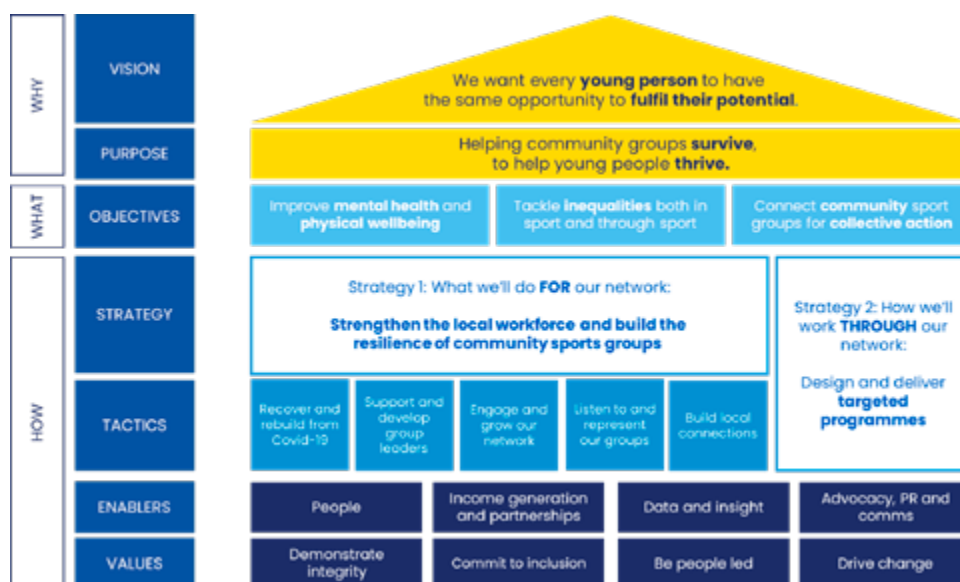 WHY
VISION
We want every young person to have
the same opportunity to fulfil their potential.
PURPOSE
Helping community groups survive,
to help young people thrive.
WHAT
OBJECTIVES
Improve mental health and
physical wellbeing
Tackle inequalities both in
sport and through sport
Connect community sport
groups for collective action
HOW
STRATEGY
Strategy 1: What we'll do FOR our network:
Strengthen the local workforce and build the
resilience of community sports groups
Strategy 2: How we'll
work THROUGH our
network:
Design and deliver
targeted
programmes
TACTICS
Recover and
rebuild from
Covid-19
Support and
develop
group
leaders
Engage and
grow our
network
Listen to and
represent
our groups
Build local
connections
ENABLERS
People
Income generation
and partnerships
Data and insight
Advocacy, PR and
comms
VALUES
Demonstrate
integrity
Commit to inclusion
Be people led
Drive change